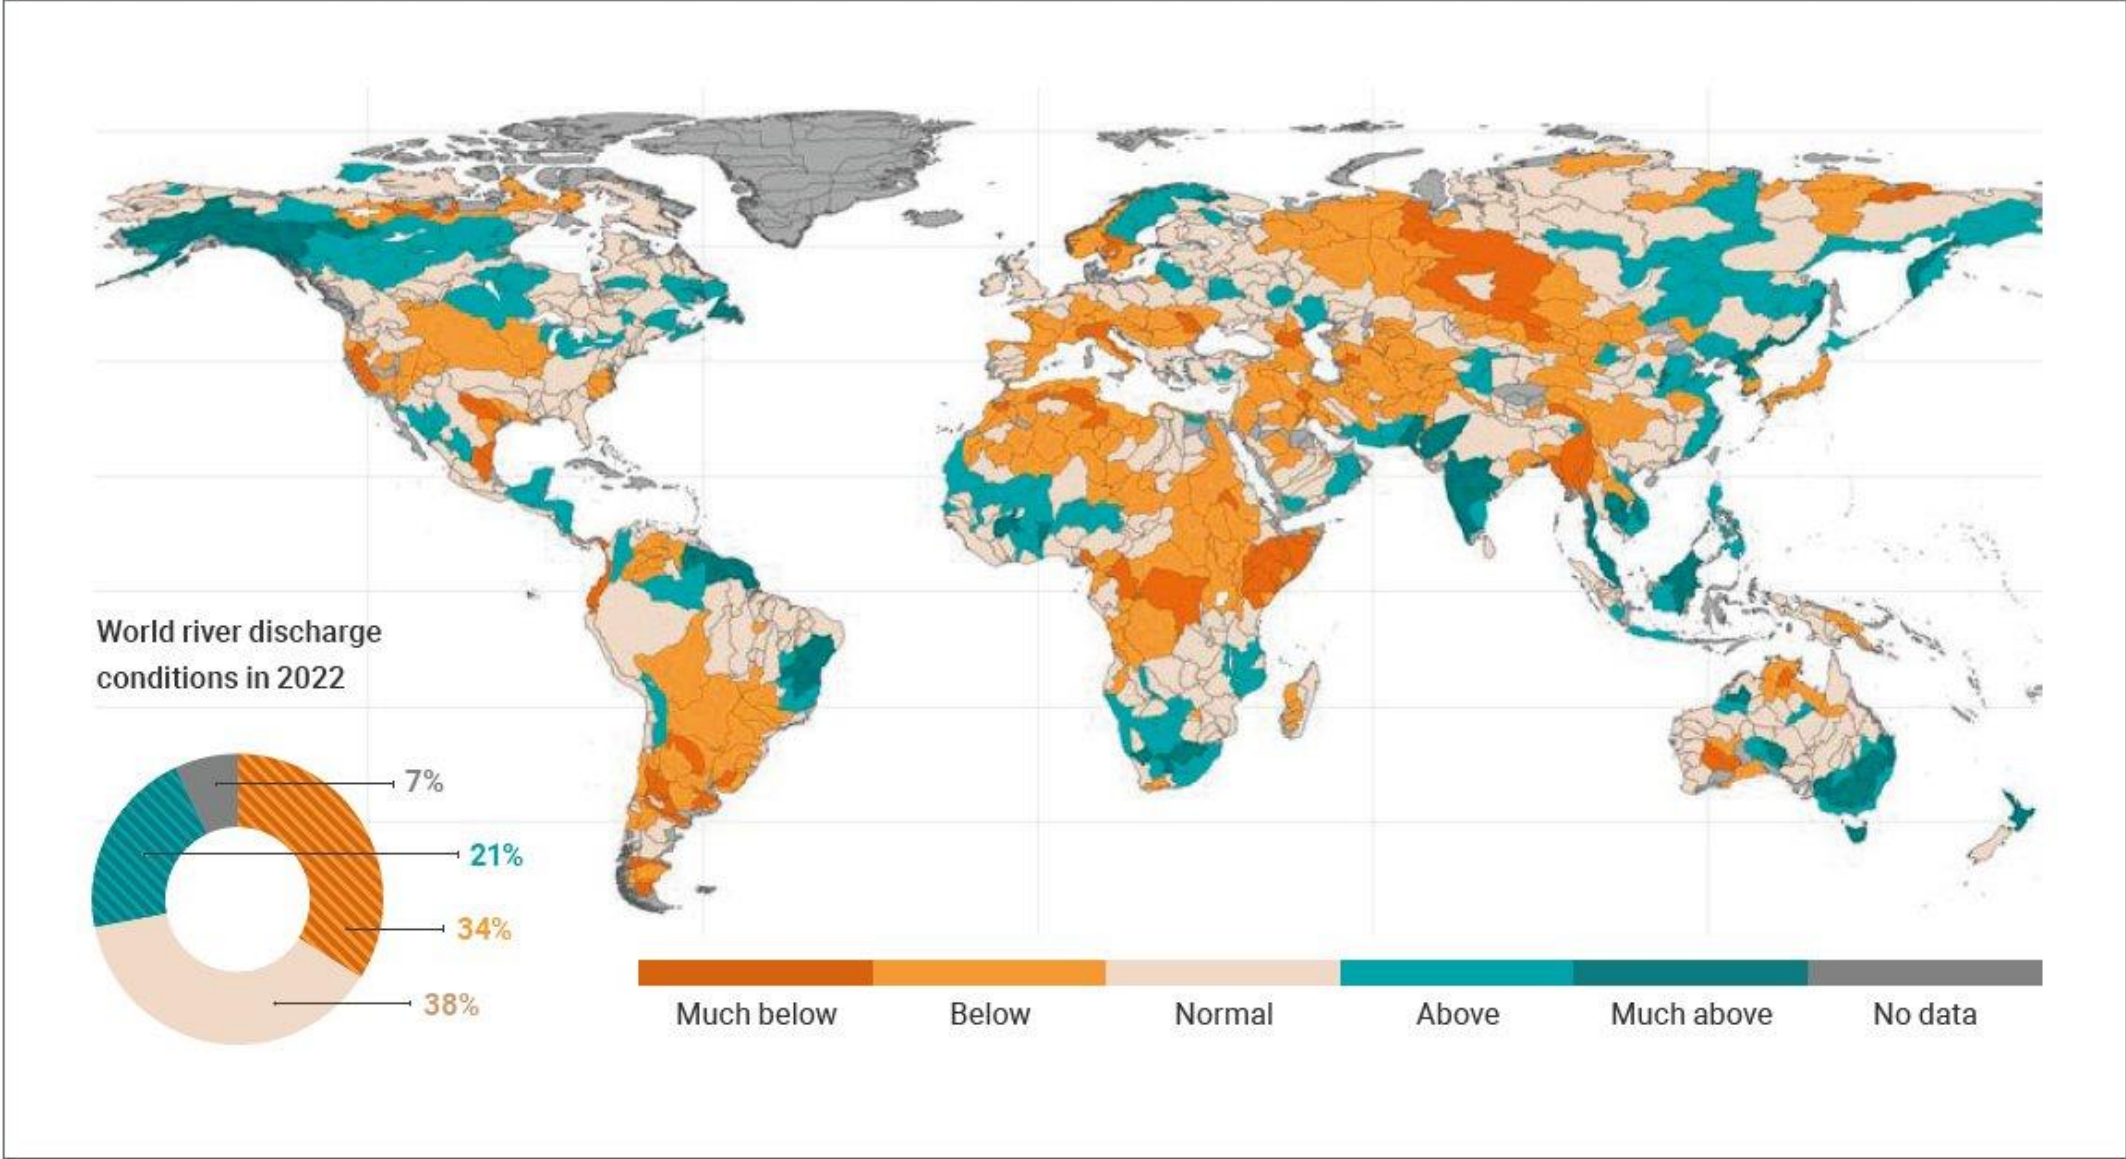 World river discharge
conditions in 2022
7%
21%
34%
38%
Much below
Below
Normal
Above
Much above
No data